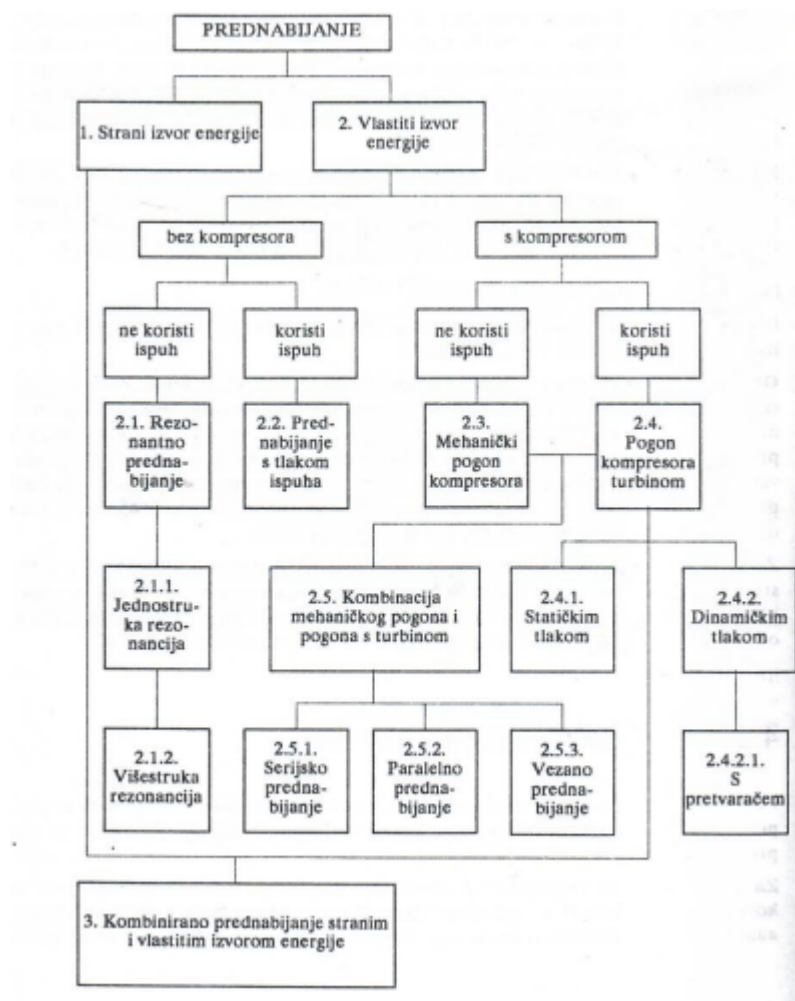 PREDNABIJANJE
1. Strani izvor energije
2. Vlastiti izvor
energije
bez kompresora
s kompresorom
ne koristi
ispuh
koristi
ispuh
ne koristi
ispuh
koristi
ispuh
2.1. Rezo-
nantno
predna-
bijanje
2.2. Pred-
nabijanje
s tlakom
ispuha
2.3.
Mehanički
pogon
kompresora
2.4.
Pogon
kompresora
turbinom
2.1.1.
Jednostru-
ka rezo-
nancija
2.5. Kombinacija
mehaničkog pogona i
pogona s turbinom
2.4.1.
Statičkim
tlakom
2.4.2.
Dinamičkim
tlakom
2.1.2.
Višestruka
rezonancija
2.5.1.
Serijsko
predna-
bijanje
2.5.2.
Paralelno
predna-
bijanje
2.5.3.
Vezano
predna-
bijanje
2.4.2.1.
S
pretvaračem
3. Kombinirano prednabijanje stranim
i vlastitim izvorom energije